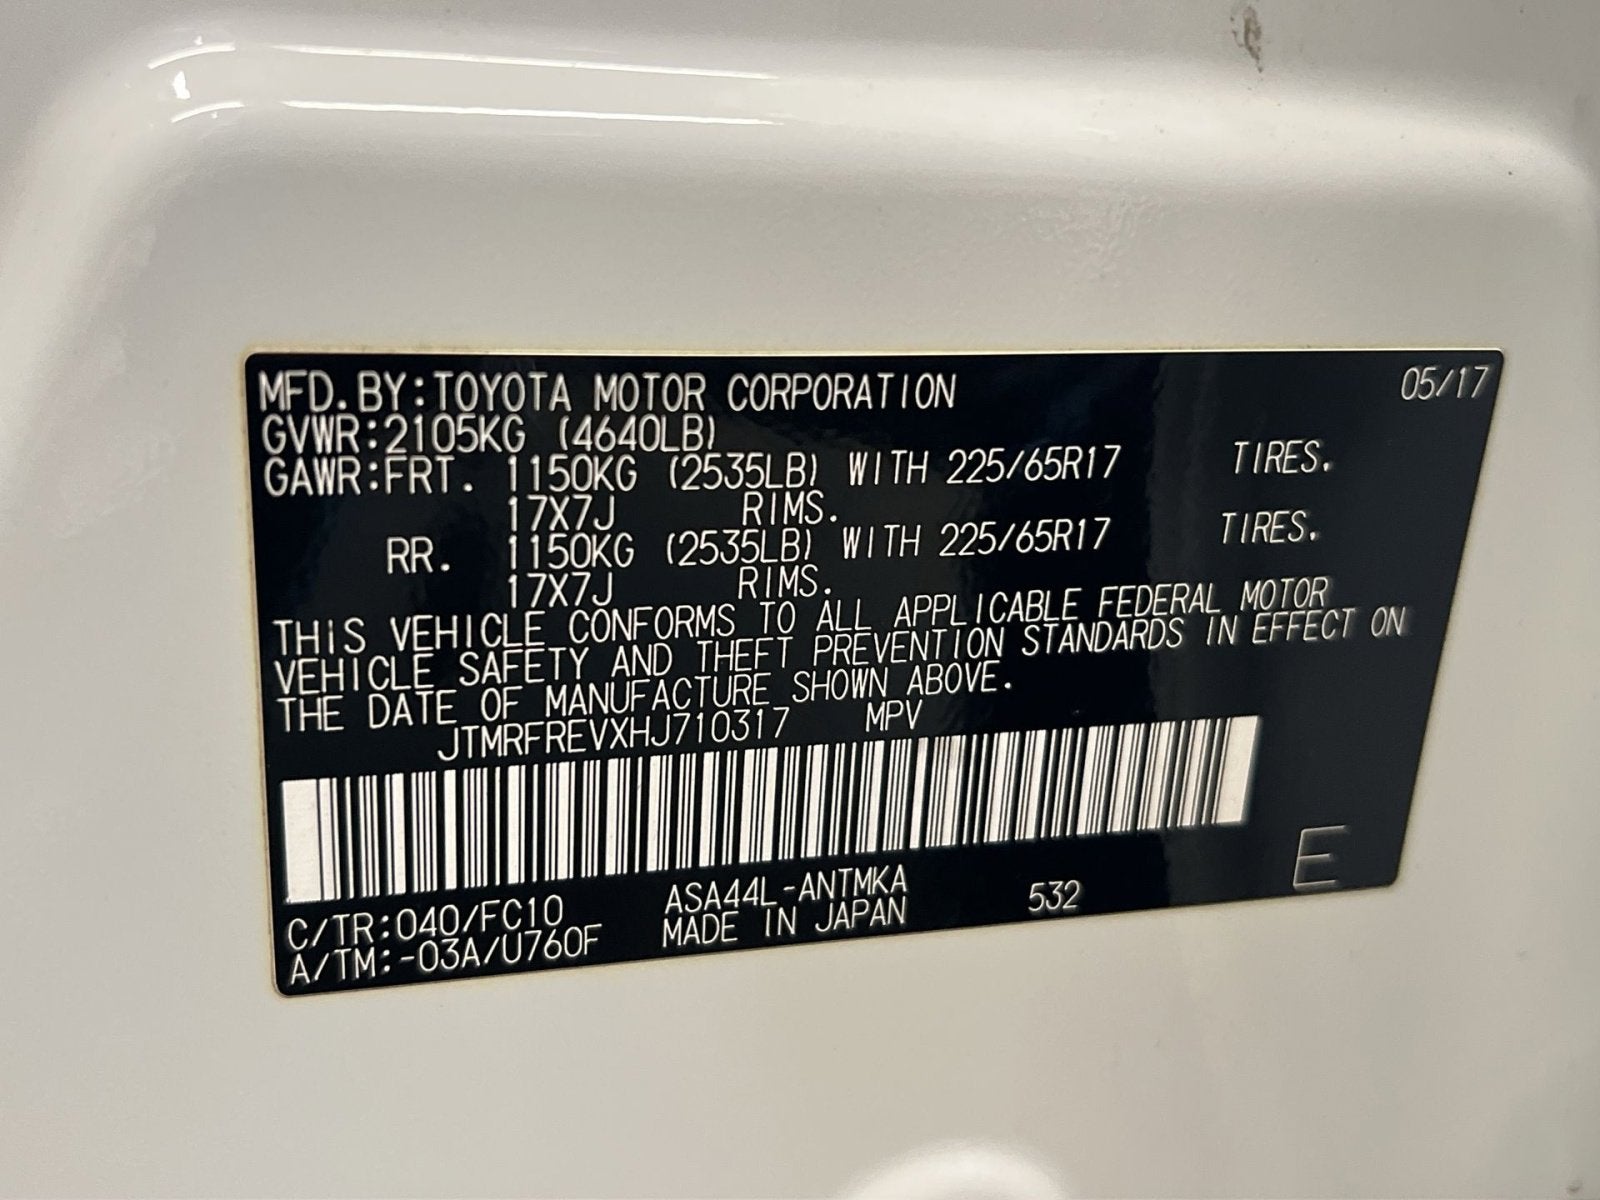 MFD.BY:TOYOTA MOTOR CORPORATION 05/17
GVWR:2105KG (4640LB)
GAWR:FRT. 1150KG (2535LB) WITH 225/65R17 TIRES.
17X7J RIMS.
RR. 1150KG (2535LB) WITH 225/65R17 TIRES.
17X7J RIMS.
THiS VEHICLE CONFORMS TO ALL APPLICABLE FEDERAL MOTOR
VEHICLE SAFETY AND THEFT PREVENTION STANDARDS IN EFFECT ON
THE DATE OF MANUFACTURE SHOWN ABOVE.
JTMRFREVXHJ710317 MPV
C/TR:040/FC10 ASA44L-ANTMKA 532 E
A/TM:-03A/U760F MADE IN JAPAN